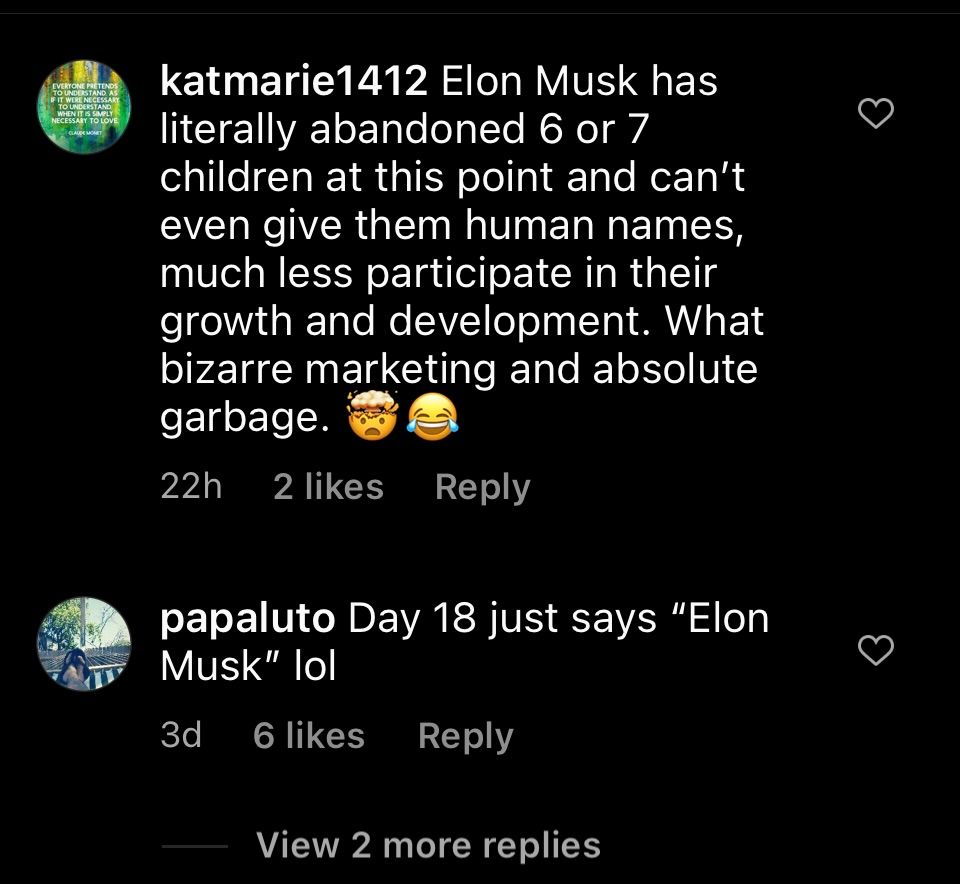 EVERYONE PRETENDS
TO UNDERSTAND, AS
IF IT WERE NECESSARY
TO UNDERSTAND,
WHEN IT IS SIMPLY
NECESSARY TO LOVE.
CLAUDE MONET
katmarie1412 Elon Musk has
literally abandoned 6 or 7
children at this point and can’t
even give them human names,
much less participate in their
growth and development. What
bizarre marketing and absolute
garbage. 🤯😂
22h 2 likes Reply
papaluto Day 18 just says “Elon
Musk” lol
3d 6 likes Reply
View 2 more replies